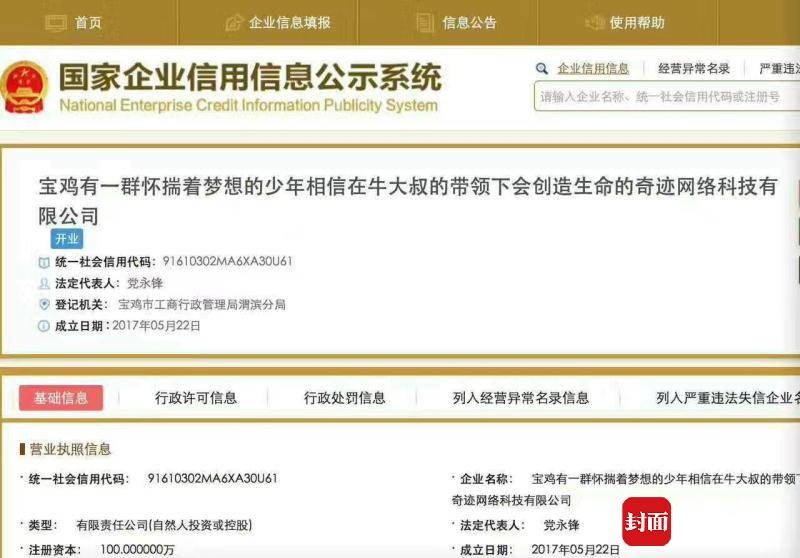 首页
企业信息填报
信息公告
使用帮助
国家企业信用信息公示系统
National Enterprise Credit Information Publicity System
企业信用信息
经营异常名录
严重违法
请输入企业名称、统一社会信用代码或注册号
宝鸡有一群怀揣着梦想的少年相信在牛大叔的带领下会创造生命的奇迹网络科技有
限公司
开业
统一社会信用代码: 91610302MA6XA30U61
法定代表人: 党永锋
登记机关: 宝鸡市工商行政管理局渭滨分局
成立日期: 2017年05月22日
基础信息
行政许可信息
行政处罚信息
列入经营异常名录信息
列入严重违法失信企业名
营业执照信息
· 统一社会信用代码: 91610302MA6XA30U61
· 企业名称: 宝鸡有一群怀揣着梦想的少年相信在牛大叔的带领下
奇迹网络科技有限公司
· 类型: 有限责任公司(自然人投资或控股)
· 法定代表人: 党永锋
封面
· 注册资本: 100.000000万
· 成立日期: 2017年05月22日